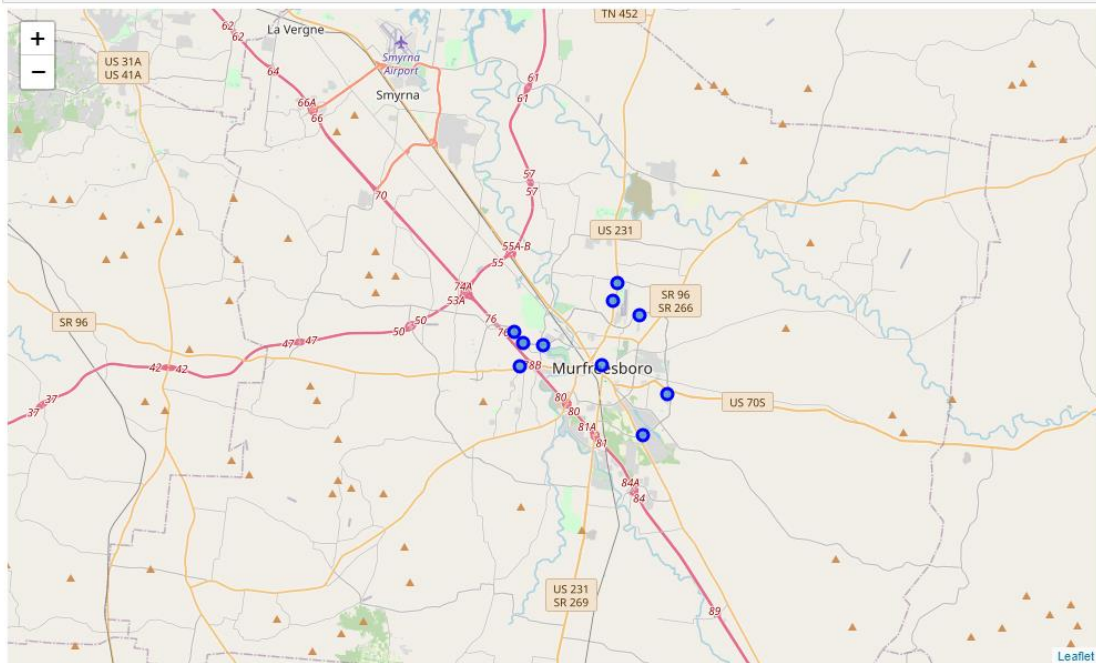 +
−
62
62
La Vergne
TN 452
US 31A
US 41A
64
Smyrna
Airport
61
61
66A
66
Smyrna
57
57
70
US 231
55A-B
55
74A
53A
SR 96
SR 266
SR 96
76
50
50
47
47
42
42
78B
Murfreesboro
37
37
80
80
US 70S
81A
81
84A
84
US 231
SR 269
89
Leaflet